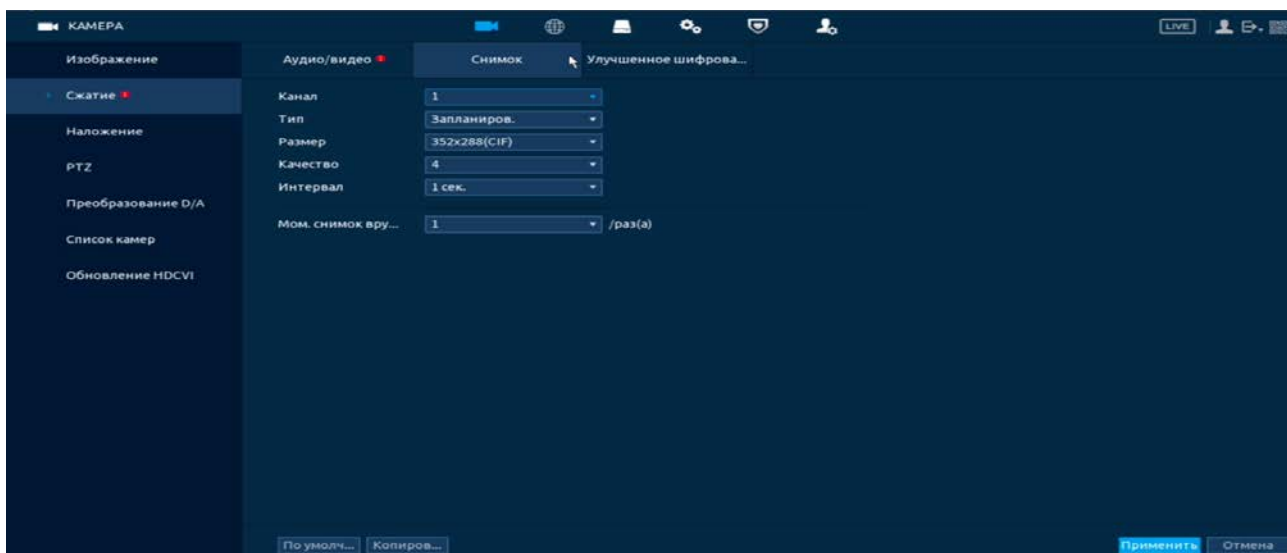 КАМЕРА
LIVE
Изображение
Сжатие
Наложение
PTZ
Преобразование D/A
Список камер
Обновление HDCVI
Аудио/видео
Снимок
Улучшенное шифрова...
Канал
1
Тип
Запланиров.
Размер
352x288(CIF)
Качество
4
Интервал
1 сек.
Мом. снимок вру...
1
/раз(а)
По умолч...
Копиров...
Применить
Отмена